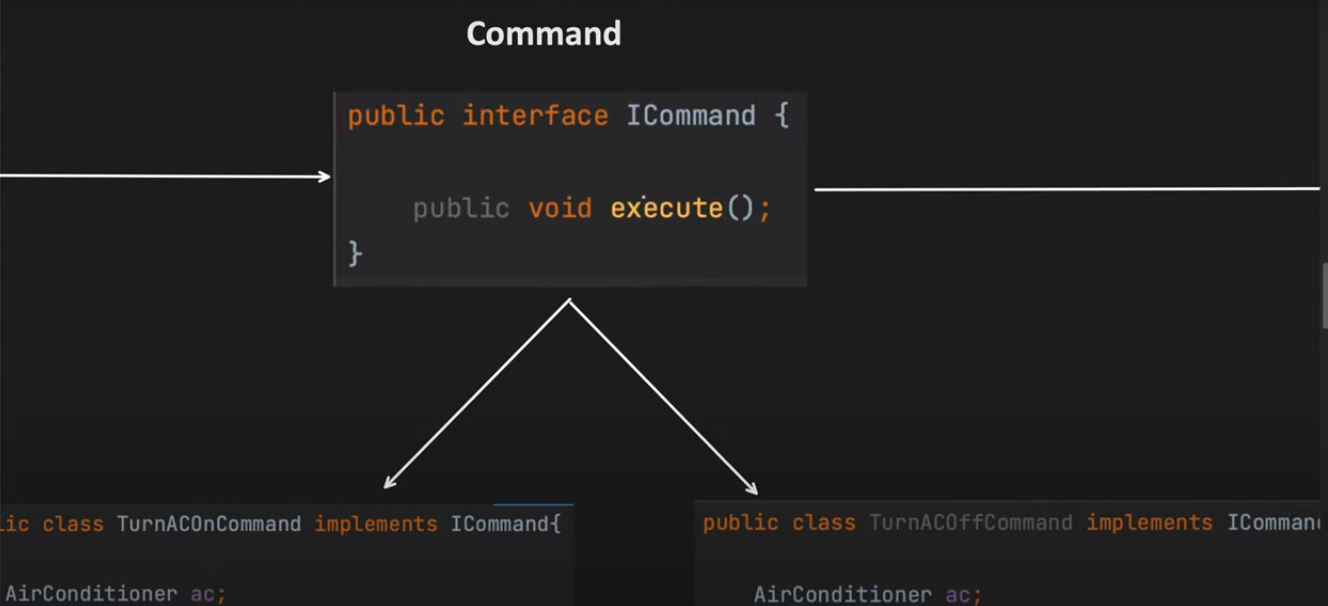 Command
public interface ICommand {
public void execute();
}
lic class TurnACOnCommand implements ICommand{
AirConditioner ac;
public class TurnACOffCommand implements IComman
AirConditioner ac;